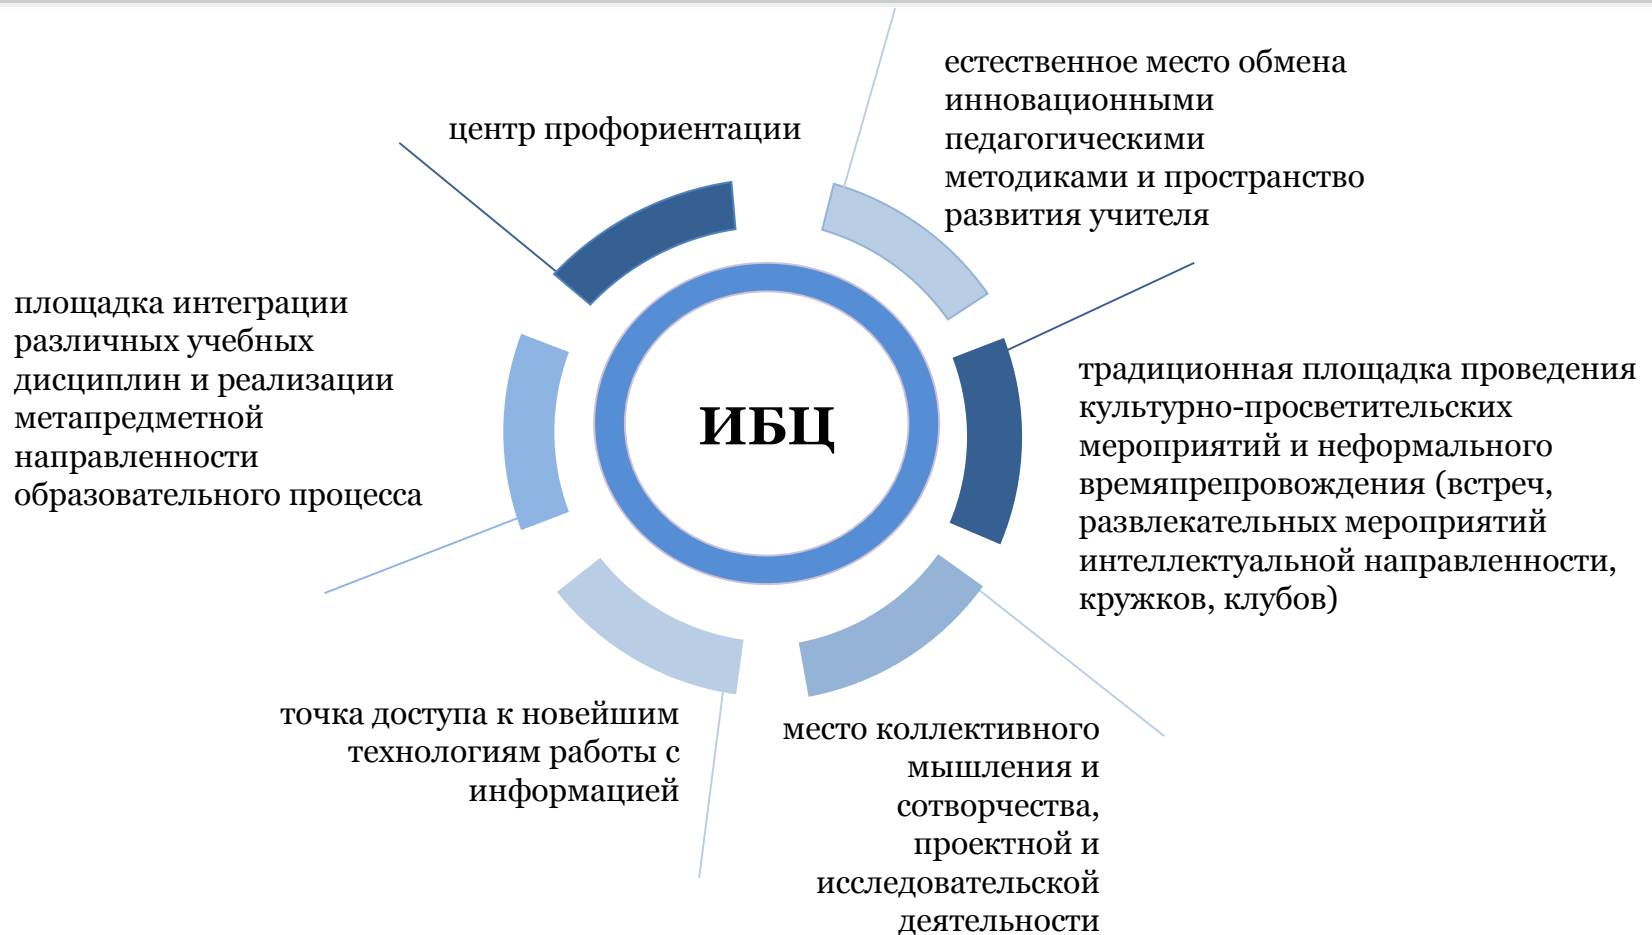 центр профориентации
естественное место обмена
инновационными
педагогическими
методиками и пространство
развития учителя
площадка интеграции
различных учебных
дисциплин и реализации
метапредметной
направленности
образовательного процесса
ИБЦ
традиционная площадка проведения
культурно-просветительских
мероприятий и неформального
времяпрепровождения (встреч,
развлекательных мероприятий
интеллектуальной направленности,
кружков, клубов)
точка доступа к новейшим
технологиям работы с
информацией
место коллективного
мышления и
сотворчества,
проектной и
исследовательской
деятельности